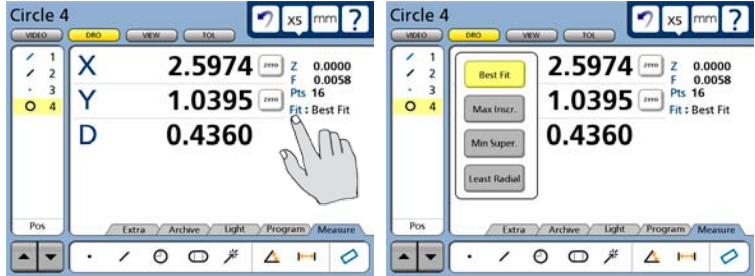 Circle 4
X5 mm ?
VIDEO DRO VIEW TOL
1
2
3
4
X 2.5974 zero Z 0.0000
F 0.0058
Y 1.0395 zero Pts 16
Fit : Best Fit
D 0.4360
Pos
Extra Archive Light Program Measure
Circle 4
X5 mm ?
VIDEO DRO VIEW TOL
1
2
3
4
Best Fit
Max Inscr.
Min Super.
Least Radial
2.5974 zero Z 0.0000
F 0.0058
1.0395 zero Pts 16
Fit : Best Fit
0.4360
Pos
Extra Archive Light Program Measure